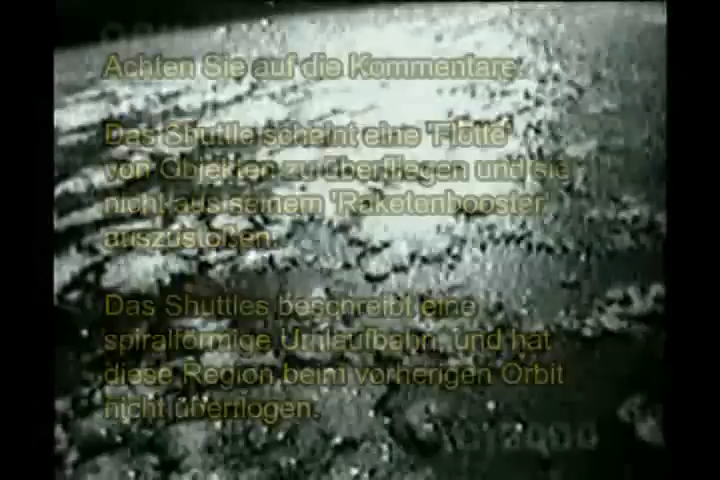 Achten Sie auf die Kommentare.
Das Shuttle scheint eine 'Flotte'
von Objekten zu überfliegen und sie
nicht aus seinem 'Raketenbooster'
auszustoßen.
Das Shuttles beschreibt eine
spiralförmige Umlaufbahn, und hat
diese Region beim vorherigen Orbit
nicht überflogen.